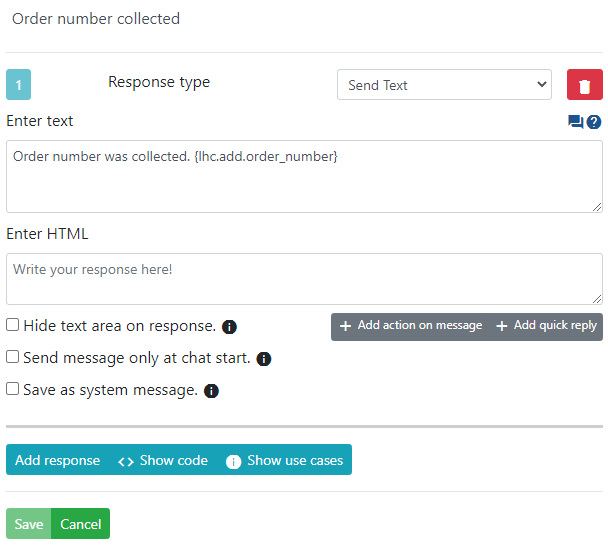 Order number collected
1 Response type Send Text
Enter text
Order number was collected. {lhc.add.order_number}
Enter HTML
Write your response here!
Hide text area on response.
Add action on message Add quick reply
Send message only at chat start.
Save as system message.
Add response Show code Show use cases
Save Cancel